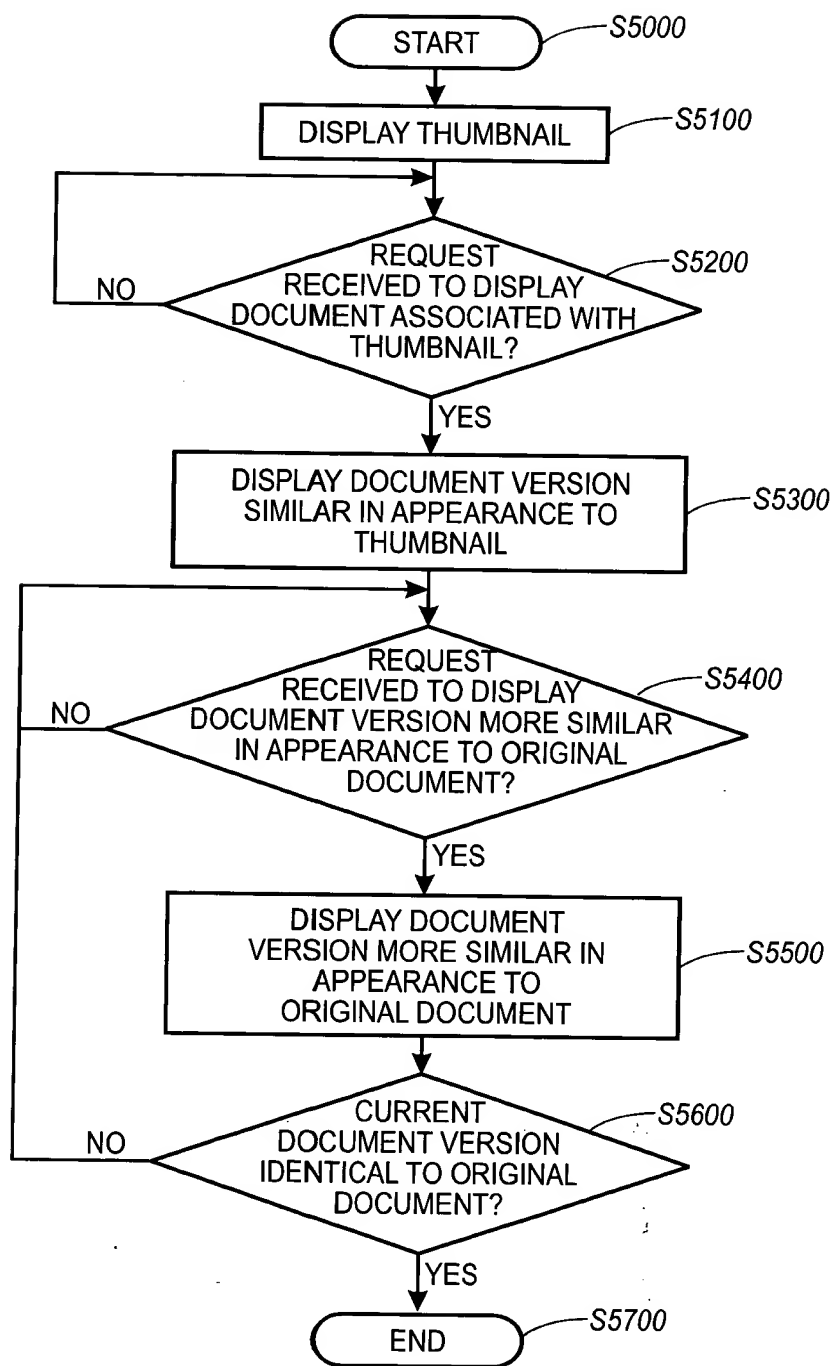 START
S5000
DISPLAY THUMBNAIL
S5100
REQUEST
RECEIVED TO DISPLAY
DOCUMENT ASSOCIATED WITH
THUMBNAIL?
S5200
NO
YES
DISPLAY DOCUMENT VERSION
SIMILAR IN APPEARANCE TO
THUMBNAIL
S5300
REQUEST
RECEIVED TO DISPLAY
DOCUMENT VERSION MORE SIMILAR
IN APPEARANCE TO ORIGINAL
DOCUMENT?
S5400
NO
YES
DISPLAY DOCUMENT
VERSION MORE SIMILAR IN
APPEARANCE TO
ORIGINAL DOCUMENT
S5500
CURRENT
DOCUMENT VERSION
IDENTICAL TO ORIGINAL
DOCUMENT?
S5600
NO
YES
END
S5700